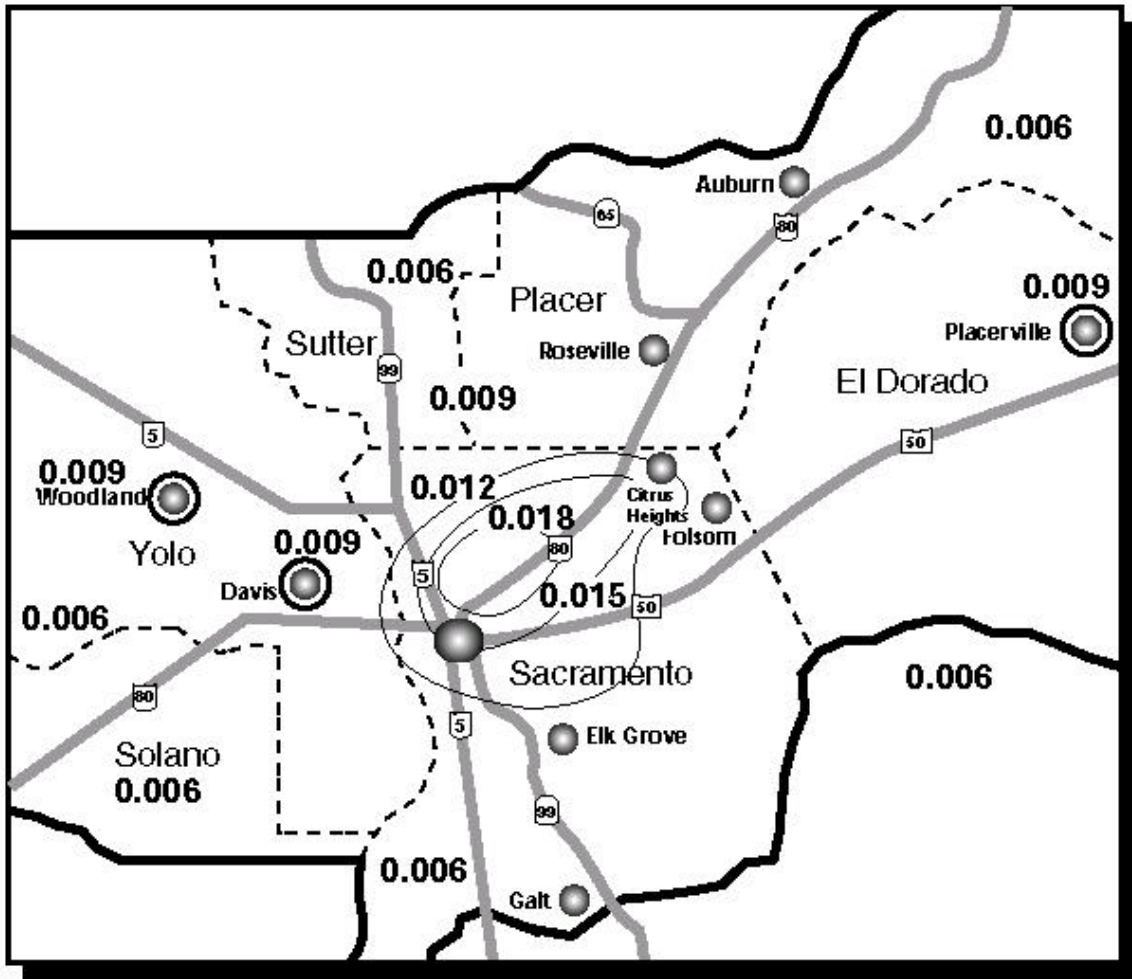 0.006
Auburn
65
80
0.006
0.009
Placer
Placerville
Sutter
Roseville
99
El Dorado
0.009
5
50
0.009
Woodland
0.012
Citrus
Heights
0.018
Folsom
0.009
Yolo
80
5
Davis
0.015
50
0.006
Sacramento
0.006
80
5
Elk Grove
Solano
0.006
99
0.006
Galt